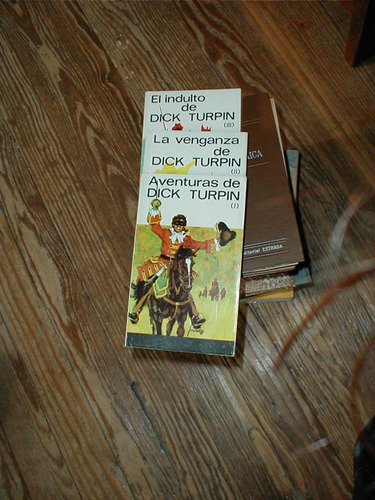 El indulto
de
DICK TURPIN
(III)
La venganza
de
DICK TURPIN
(II)
Aventuras de
DICK TURPIN
(I)
ESTRADA